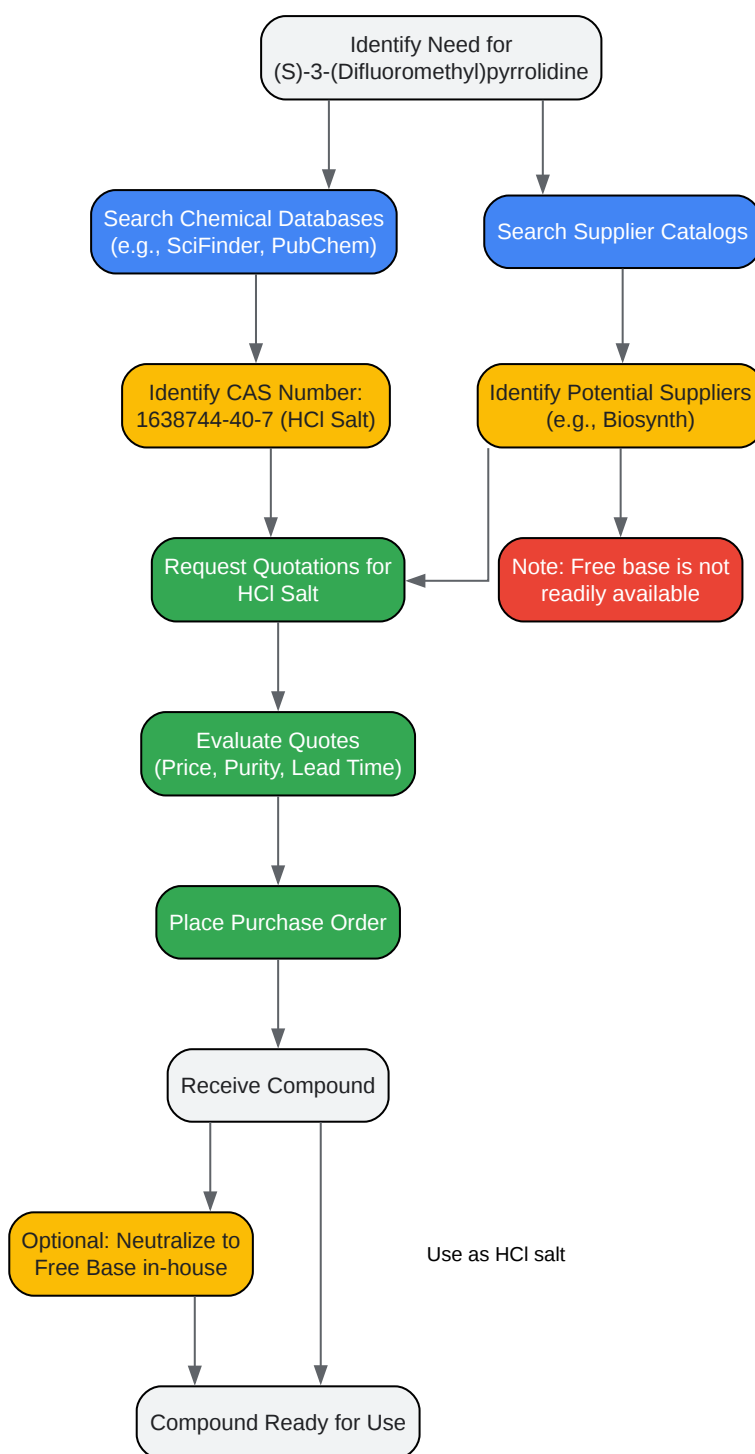 Identify Need for
(S)-3-(Difluoromethyl)pyrrolidine
Search Chemical Databases
(e.g., SciFinder, PubChem)
Search Supplier Catalogs
Identify CAS Number:
1638744-40-7 (HCl Salt)
Identify Potential Suppliers
(e.g., Biosynth)
Request Quotations for
HCl Salt
Note: Free base is not
readily available
Evaluate Quotes
(Price, Purity, Lead Time)
Place Purchase Order
Receive Compound
Optional: Neutralize to
Free Base in-house
Use as HCl salt
Compound Ready for Use